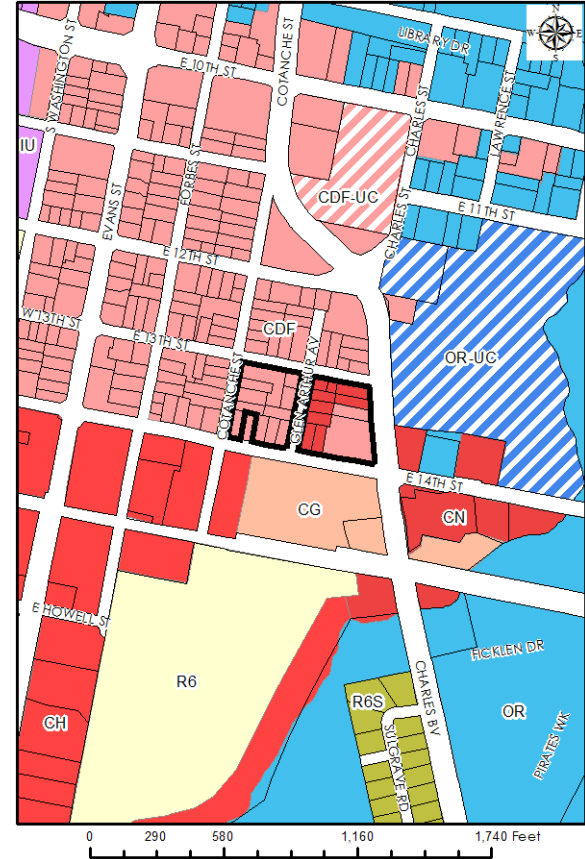 LIBRARY DR
N
W
E
S
E 10TH ST
S WASHINGTON ST
COTANCHE ST
CHARLES ST
LAWRENCE ST
IU
FORBES ST
CDF-UC
EVANS ST
CHARLES ST
E 11TH ST
E 12TH ST
W 13TH ST
E 13TH ST
CDF
OR-UC
COTANCHE ST
GLEN ARTHUR AV
E 14TH ST
CG
CN
E HOWELL ST
R6
FICKLEN DR
R6S
CHARLES BV
OR
CH
SULGRAVE RD
PIRATES WK
0 290 580 1,160 1,740 Feet